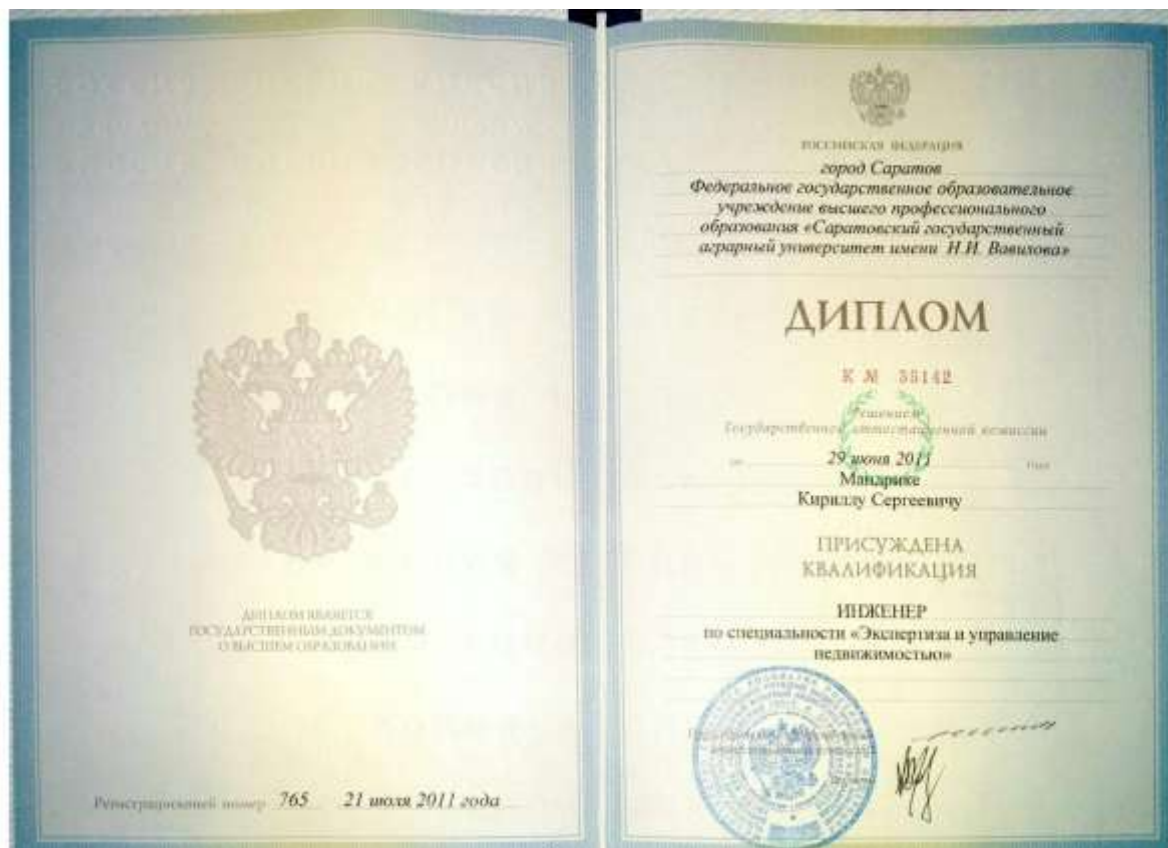 ДИПЛОМ ЯВЛЯЕТСЯ
ГОСУДАРСТВЕННЫМ ДОКУМЕНТОМ
О ВЫСШЕМ ОБРАЗОВАНИИ
Регистрационный номер 765 21 июля 2011 года
РОССИЙСКАЯ ФЕДЕРАЦИЯ
город Саратов
Федеральное государственное образовательное
учреждение высшего профессионального
образования «Саратовский государственный
аграрный университет имени Н.И. Вавилова»
ДИПЛОМ
К № 35142
Решением
Государственной аттестационной комиссии
от 29 июня 2011 года
Мандрике
Кириллу Сергеевичу
ПРИСУЖДЕНА
КВАЛИФИКАЦИЯ
ИНЖЕНЕР
по специальности «Экспертиза и управление
недвижимостью»